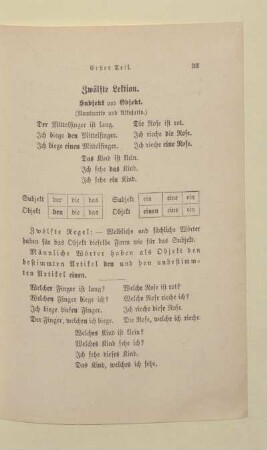 Erster Teil. 33
Zwölfte Lektion.
Subjekt und Objekt.
(Nominativ und Akkusativ.)
Der Mittelfinger ist lang. Die Rose ist rot.
Ich biege den Mittelfinger. Ich rieche die Rose.
Ich biege einen Mittelfinger. Ich rieche eine Rose.
Das Kind ist klein.
Ich sehe das Kind.
Ich sehe ein Kind.
Subjekt der die das Subjekt ein eine ein
Objekt den die das Objekt einen eine ein
Zwölfte Regel: — Weibliche und sächliche Wörter
haben für das Objekt dieselbe Form wie für das Subjekt.
Männliche Wörter haben als Objekt den
bestimmten Artikel den und den unbestimm-
ten Artikel einen.
Welcher Finger ist lang? Welche Rose ist rot?
Welchen Finger biege ich? Welche Rose rieche ich?
Ich biege diesen Finger. Ich rieche diese Rose.
Der Finger, welchen ich biege. Die Rose, welche ich rieche
Welches Kind ist klein?
Welches Kind sehe ich?
Ich sehe dieses Kind.
Das Kind, welches ich sehe.